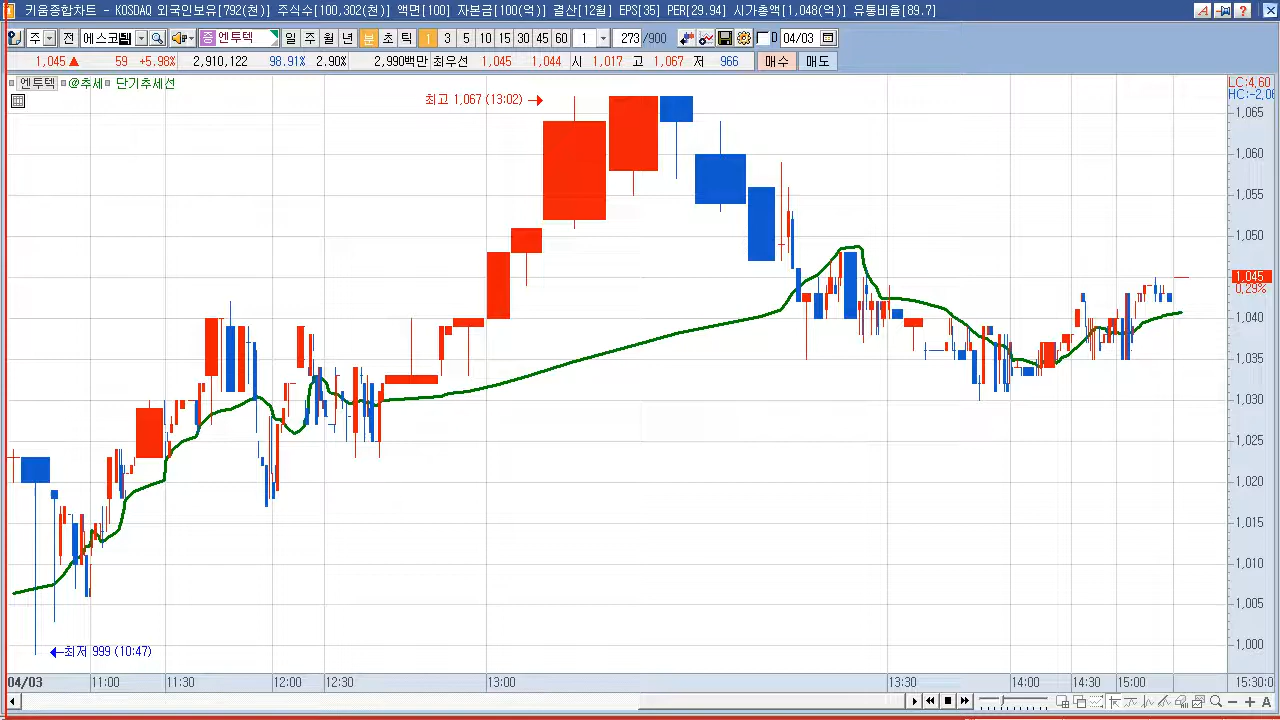 키움종합차트 - KOSDAQ 외국인보유[792(천)] 주식수[100,302(천)] 액면[100] 자본금[100(억)] 결산[12월] EPS[35] PER[29.94] 시가총액[1,048(억)] 유통비율[89.7]
주 전 에스코넥 증 엔투텍 일 주 월 년 분 초 틱 1 3 5 10 15 30 45 60 1 273 /900 D 04/03
1,045 ▲ 59 +5.98% 2,910,122 98.91% 2.90% 2,990백만 최우선 1,045 1,044 시 1,017 고 1,067 저 966 매수 매도
엔투텍 @추세 단기추세선
LC:4,60
HC:-2,06
최고 1,067 (13:02)
1,065
1,060
1,055
1,050
1,045
0.29%
1,040
1,035
1,030
1,025
1,020
1,015
1,010
1,005
1,000
최저 999 (10:47)
04/03 11:00 11:30 12:00 12:30 13:00 13:30 14:00 14:30 15:00 15:30:0
A